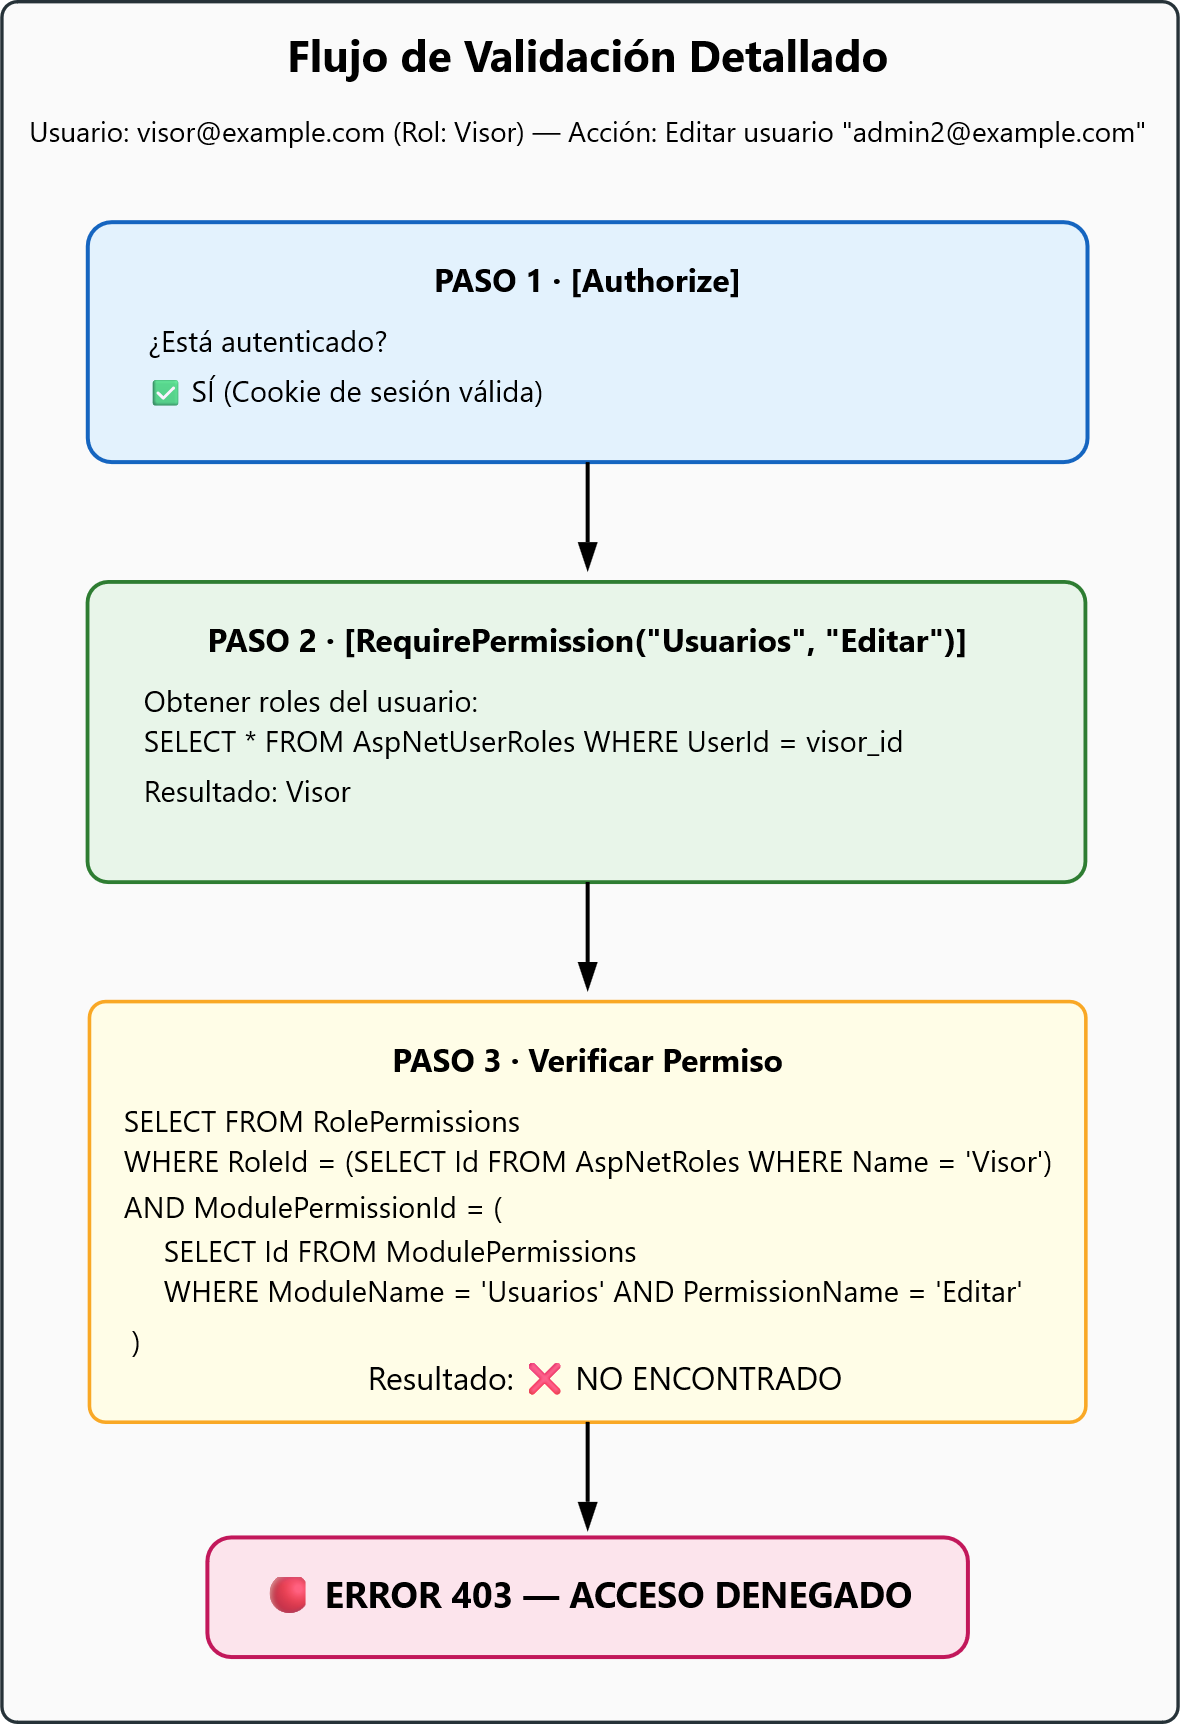 Flujo de Validación Detallado
Usuario: visor@example.com (Rol: Visor) — Acción: Editar usuario "admin2@example.com"
PASO 1 · [Authorize]
¿Está autenticado?
✅ SÍ (Cookie de sesión válida)
PASO 2 · [RequirePermission("Usuarios", "Editar")]
Obtener roles del usuario:
SELECT * FROM AspNetUserRoles WHERE UserId = visor_id
Resultado: Visor
PASO 3 · Verificar Permiso
SELECT FROM RolePermissions
WHERE RoleId = (SELECT Id FROM AspNetRoles WHERE Name = 'Visor')
AND ModulePermissionId = (
SELECT Id FROM ModulePermissions
WHERE ModuleName = 'Usuarios' AND PermissionName = 'Editar'
)
Resultado: ❌ NO ENCONTRADO
🔴 ERROR 403 — ACCESO DENEGADO